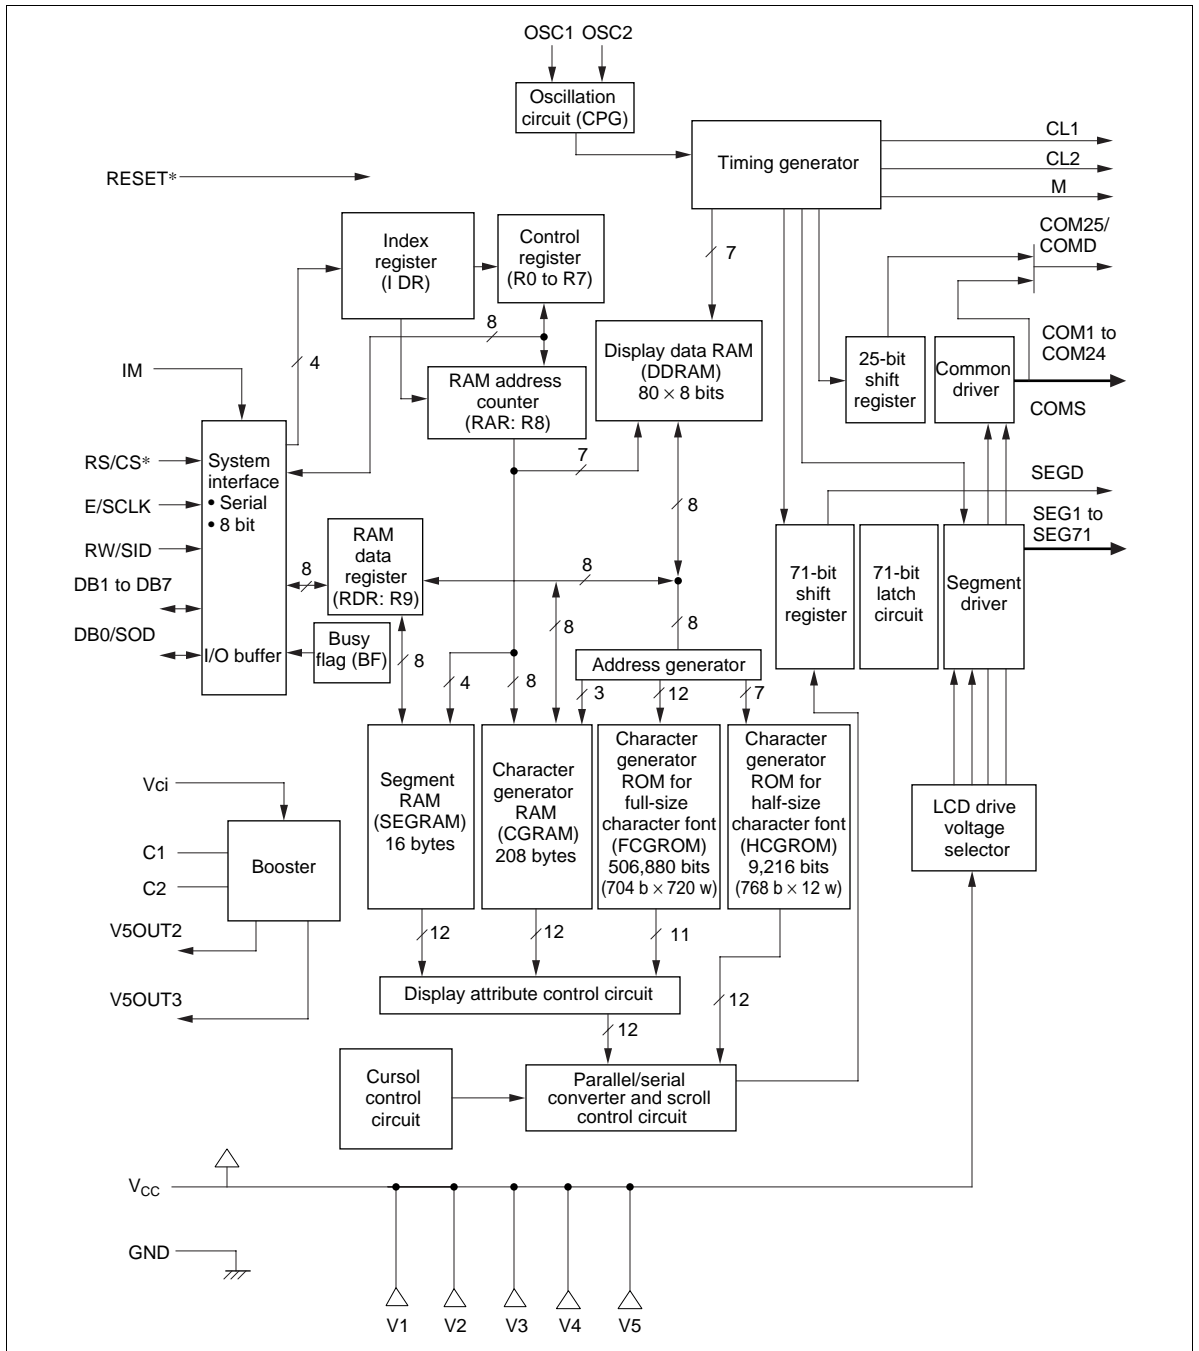 OSC1 OSC2
Oscillation
circuit (CPG)
Timing generator
CL1
CL2
M
RESET*
Index
register
(I DR)
Control
register
(R0 to R7)
7
COM25/
COMD
8
4
IM
RAM address
counter
(RAR: R8)
Display data RAM
(DDRAM)
80 × 8 bits
25-bit
shift
register
Common
driver
COM1 to
COM24
COMS
RS/CS*
E/SCLK
RW/SID
DB1 to DB7
DB0/SOD
System
interface
• Serial
• 8 bit
I/O buffer
7
8
SEGD
SEG1 to
SEG71
8
RAM
data
register
(RDR: R9)
8
8
8
71-bit
shift
register
71-bit
latch
circuit
Segment
driver
Busy
flag (BF)
8
Address generator
4
8
3
12
7
Segment
RAM
(SEGRAM)
16 bytes
Character
generator
RAM
(CGRAM)
208 bytes
Character
generator
ROM for
full-size
character font
(FCGROM)
506,880 bits
(704 b × 720 w)
Character
generator
ROM for
half-size
character font
(HCGROM)
9,216 bits
(768 b × 12 w)
LCD drive
voltage
selector
Vci
C1
C2
Booster
V5OUT2
V5OUT3
12
12
11
Display attribute control circuit
12
12
Cursol
control
circuit
Parallel/serial
converter and scroll
control circuit
VCC
GND
V1 V2 V3 V4 V5